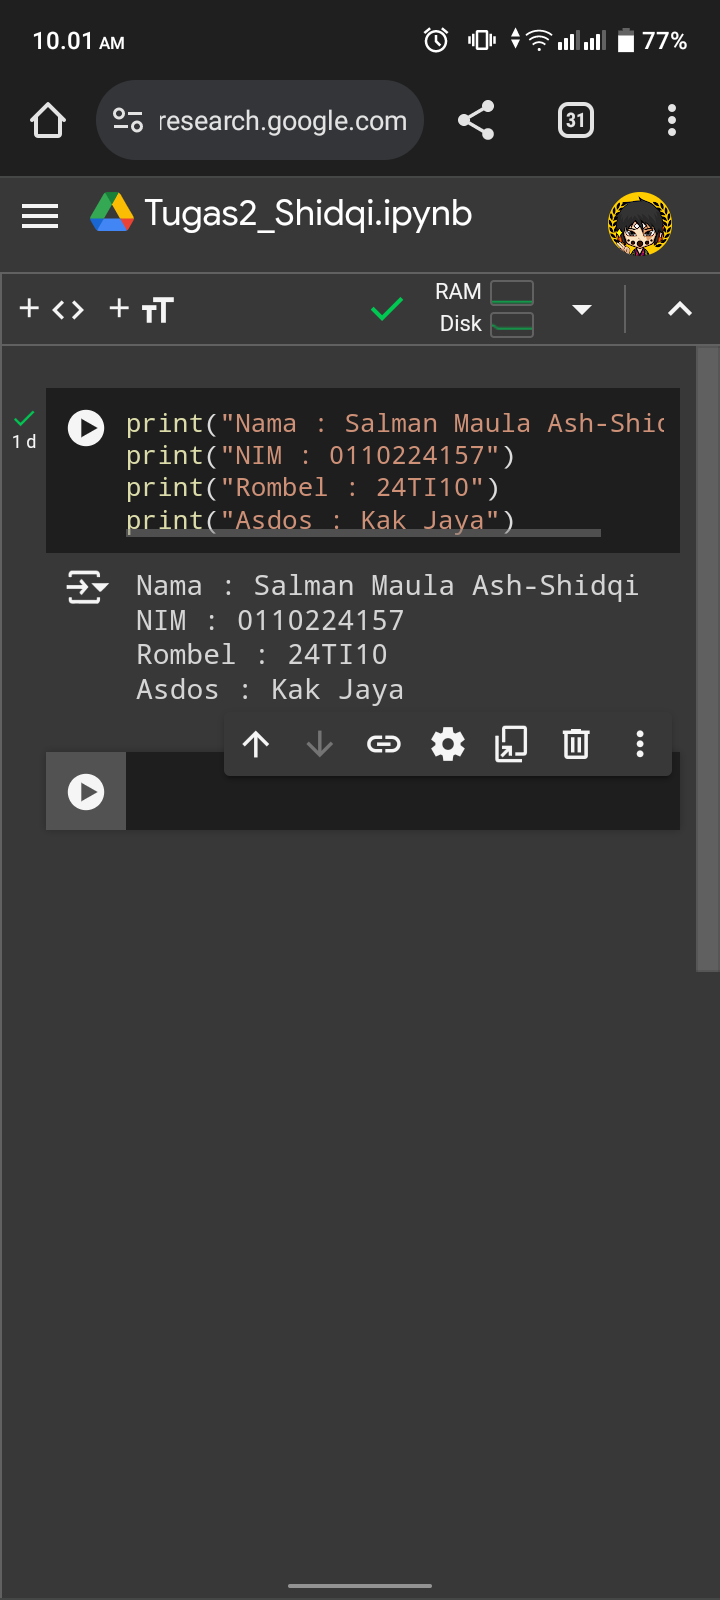 10.01 AM
77%
research.google.com
31
Tugas2_Shidqi.ipynb
+ <> + TT
RAM
Disk
1 d
print("Nama : Salman Maula Ash-Shid
print("NIM : 0110224157")
print("Rombel : 24TI10")
print("Asdos : Kak Jaya")
Nama : Salman Maula Ash-Shidqi
NIM : 0110224157
Rombel : 24TI10
Asdos : Kak Jaya